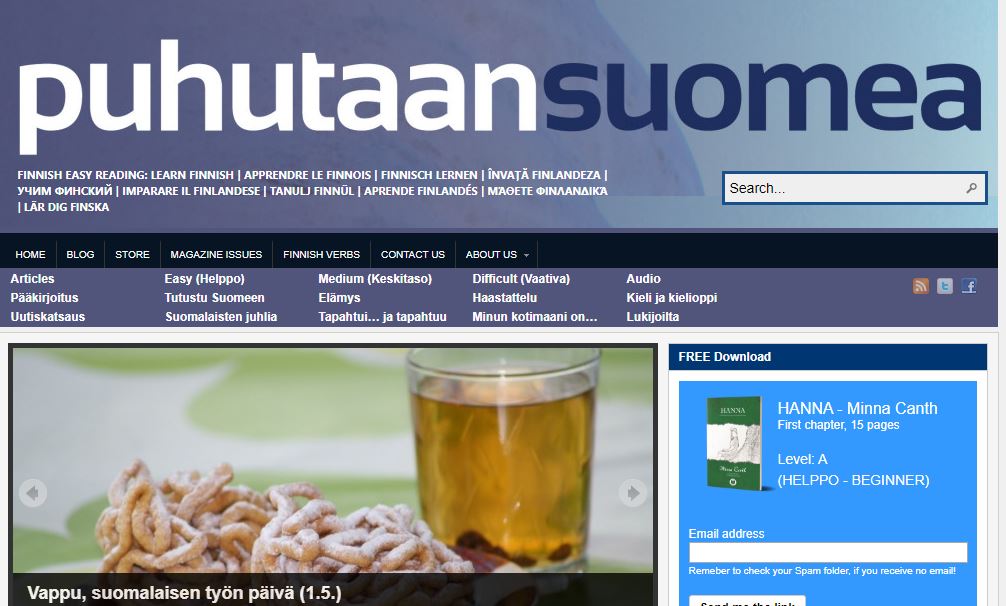 puhutaansuomea
FINNISH EASY READING: LEARN FINNISH | APPRENDRE LE FINNOIS | FINNISCH LERNEN | ÎNVAȚĂ FINLANDEZA |
УЧИМ ФИНСКИЙ | IMPARARE IL FINLANDESE | TANULJ FINNÜL | APRENDE FINLANDÉS | ΜΆΘΕΤΕ ΦΙΝΛΑΝΔΙΚΆ
| LÄR DIG FINSKA
Search...
HOME BLOG STORE MAGAZINE ISSUES FINNISH VERBS CONTACT US ABOUT US
Articles Easy (Helppo) Medium (Keskitaso) Difficult (Vaativa) Audio
Pääkirjoitus Tutustu Suomeen Elämys Haastattelu Kieli ja kielioppi
Uutiskatsaus Suomalaisten juhlia Tapahtui... ja tapahtuu Minun kotimaani on... Lukijoilta
Vappu, suomalaisen työn päivä (1.5.)
FREE Download
HANNA
Minna Canth
HANNA - Minna Canth
First chapter, 15 pages
Level: A
(HELPPO - BEGINNER)
Email address
Remeber to check your Spam folder, if you receive no email!
Send me the link